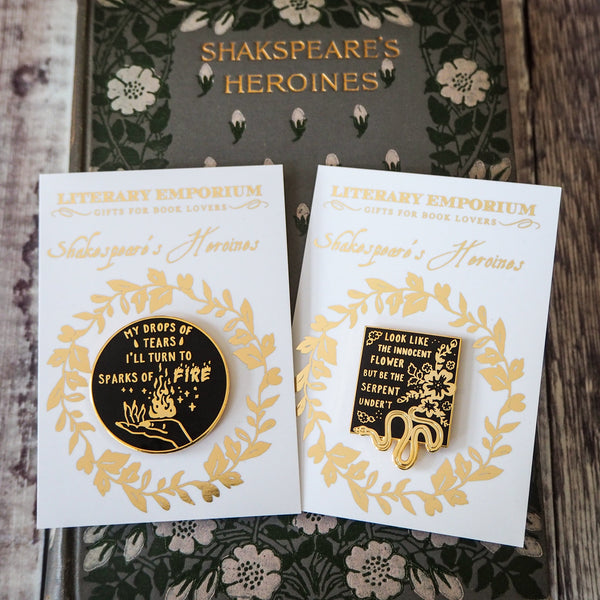 SHAKSPEARE'S
HEROINES
LITERARY EMPORIUM
GIFTS FOR BOOK LOVERS
Shakespeare's Heroines
MY DROPS OF
TEARS
I'LL TURN TO
SPARKS OF FIRE
LITERARY EMPORIUM
GIFTS FOR BOOK LOVERS
Shakespeare's Heroines
LOOK LIKE
THE INNOCENT
FLOWER
BUT BE THE
SERPENT
UNDER'T